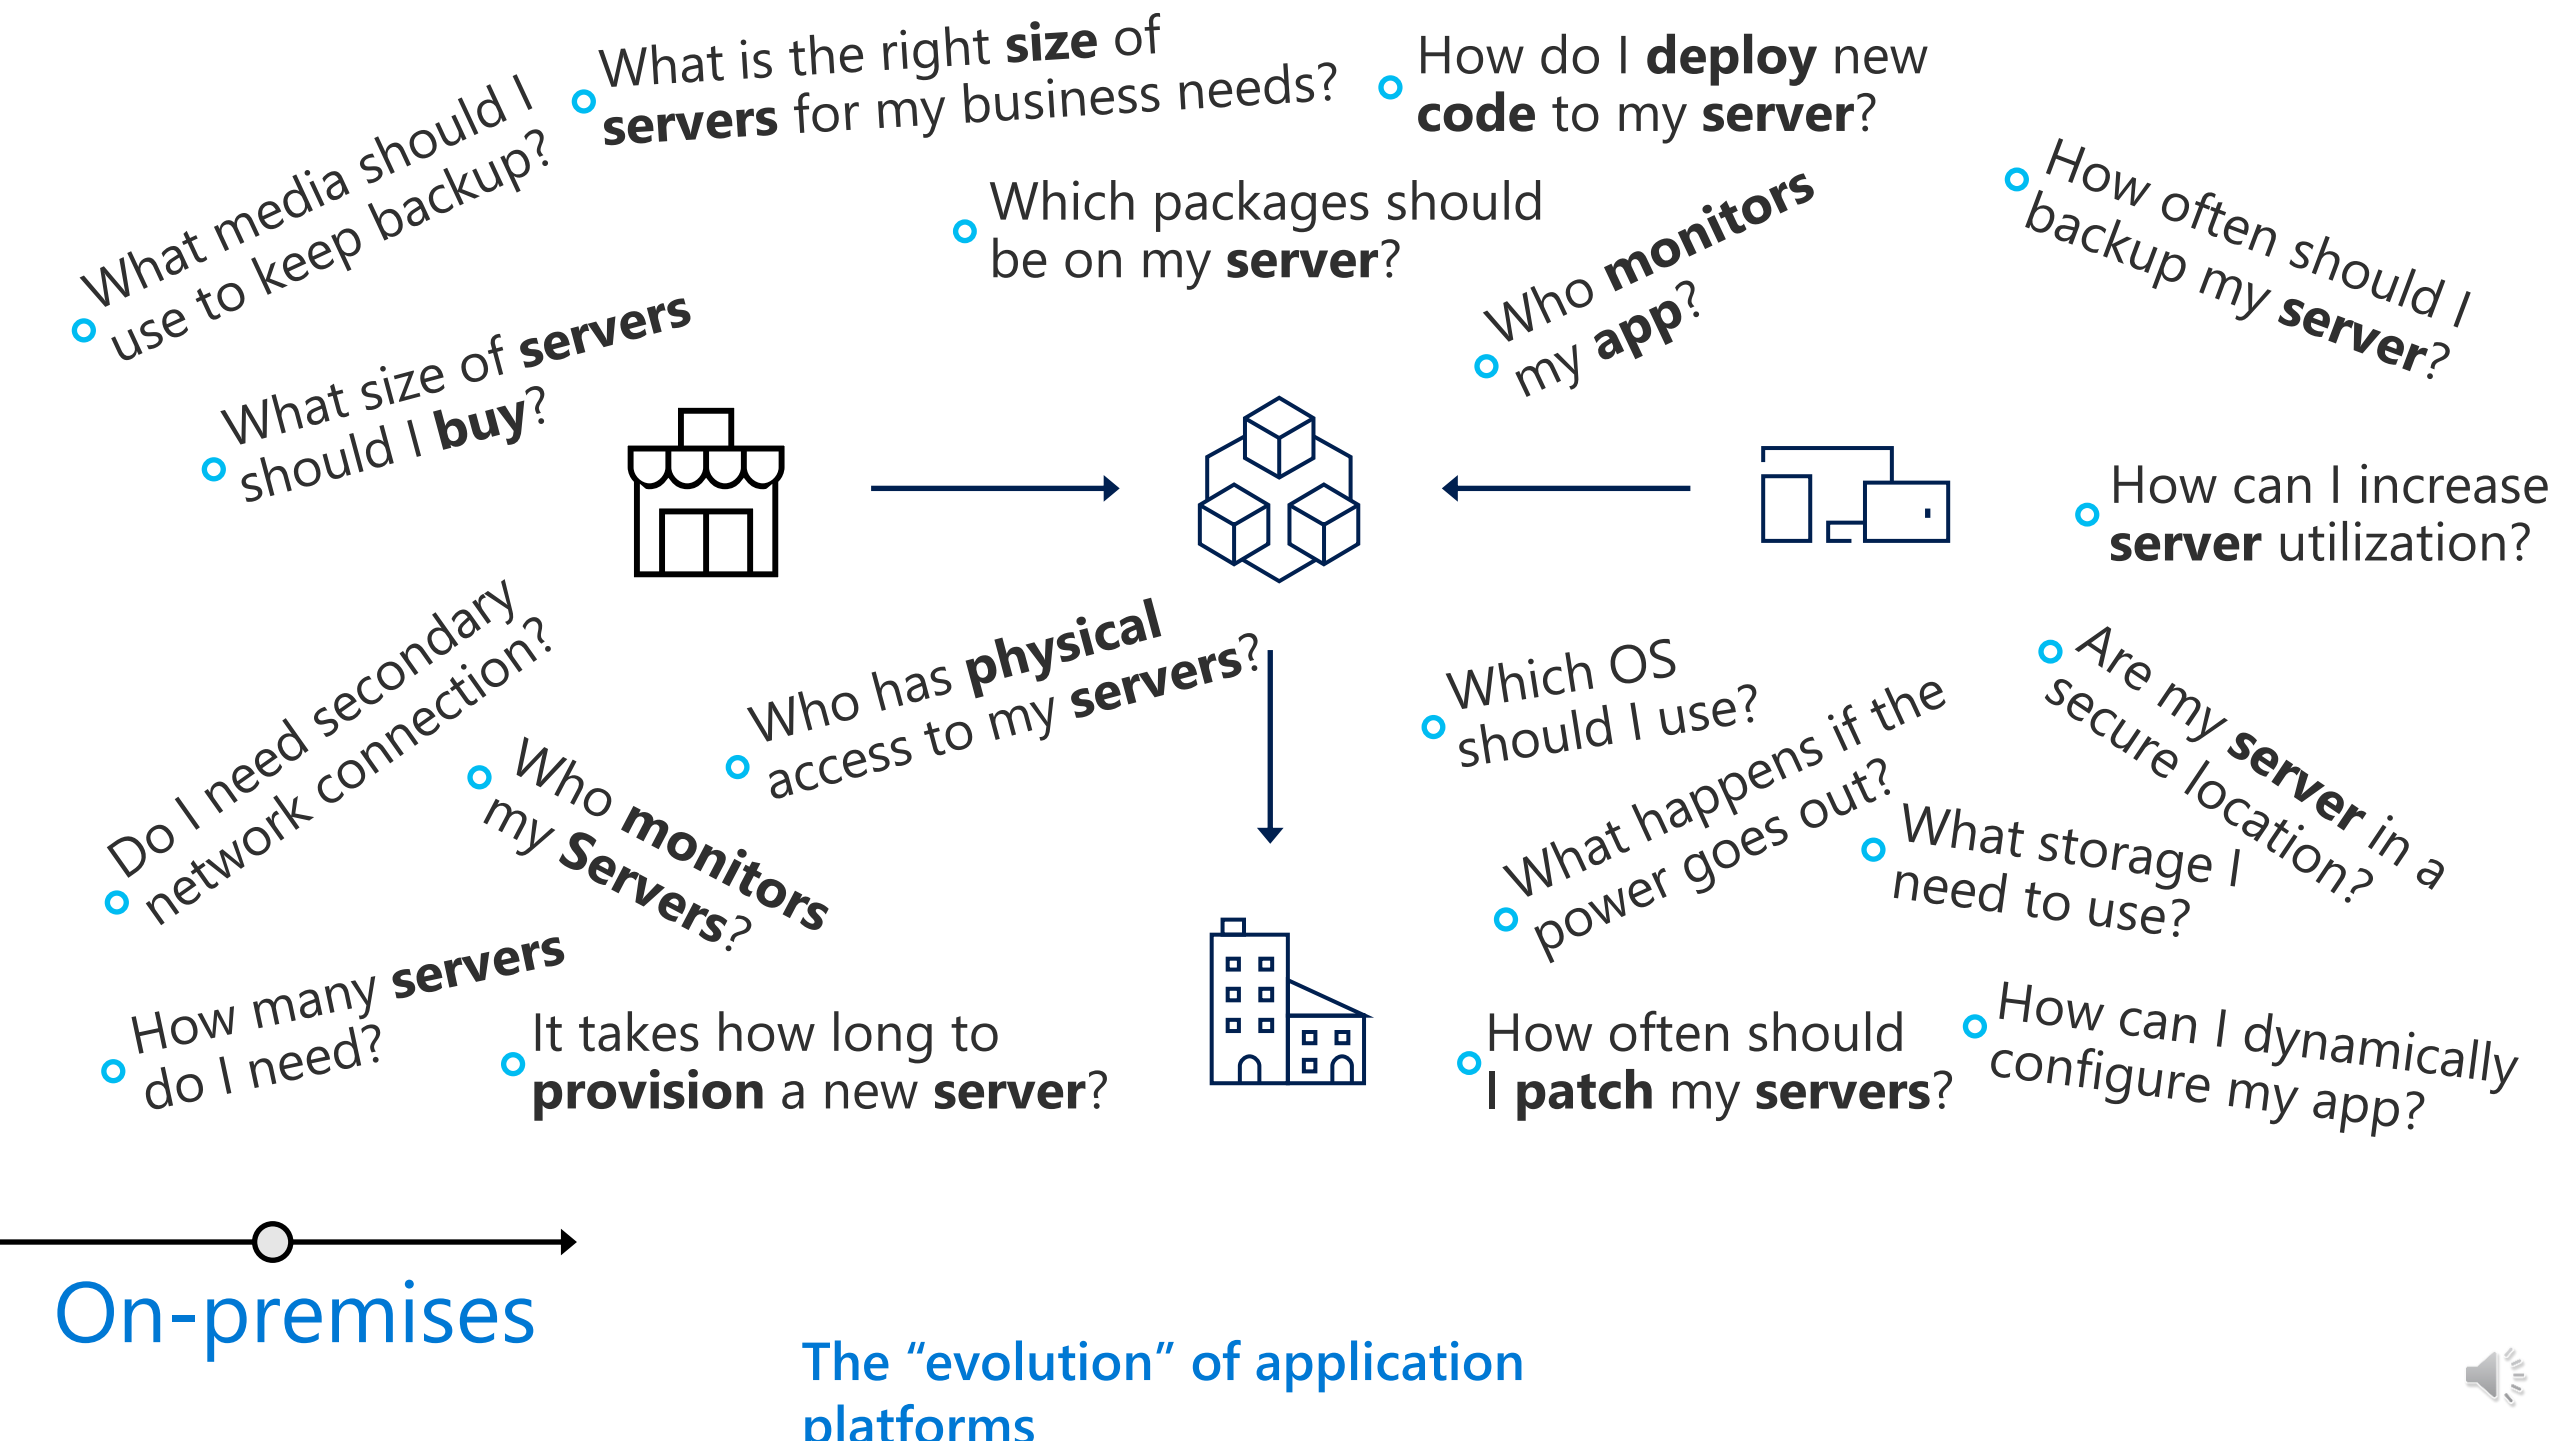 What is the right size of
servers for my business needs?
How do I deploy new
code to my server?
What media should I
use to keep backup?
Which packages should
be on my server?
Who monitors
my app?
How often should I
backup my server?
What size of servers
should I buy?
How can I increase
server utilization?
Do I need secondary
network connection?
Who has physical
access to my servers?
Which OS
should I use?
Are my server in a
secure location?
Who monitors
my Servers?
What happens if the
power goes out?
What storage I
need to use?
How many servers
do I need?
It takes how long to
provision a new server?
How often should
I patch my servers?
How can I dynamically
configure my app?
On-premises
The “evolution” of application
platforms